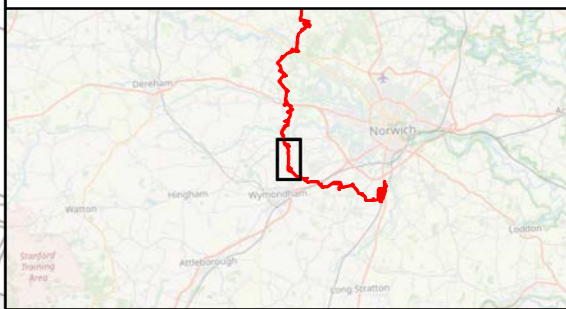 Dereham
Norwich
Hingham
Wymondham
Watton
Loddon
Stanford
Training
Area
Attleborough
Long Stratton